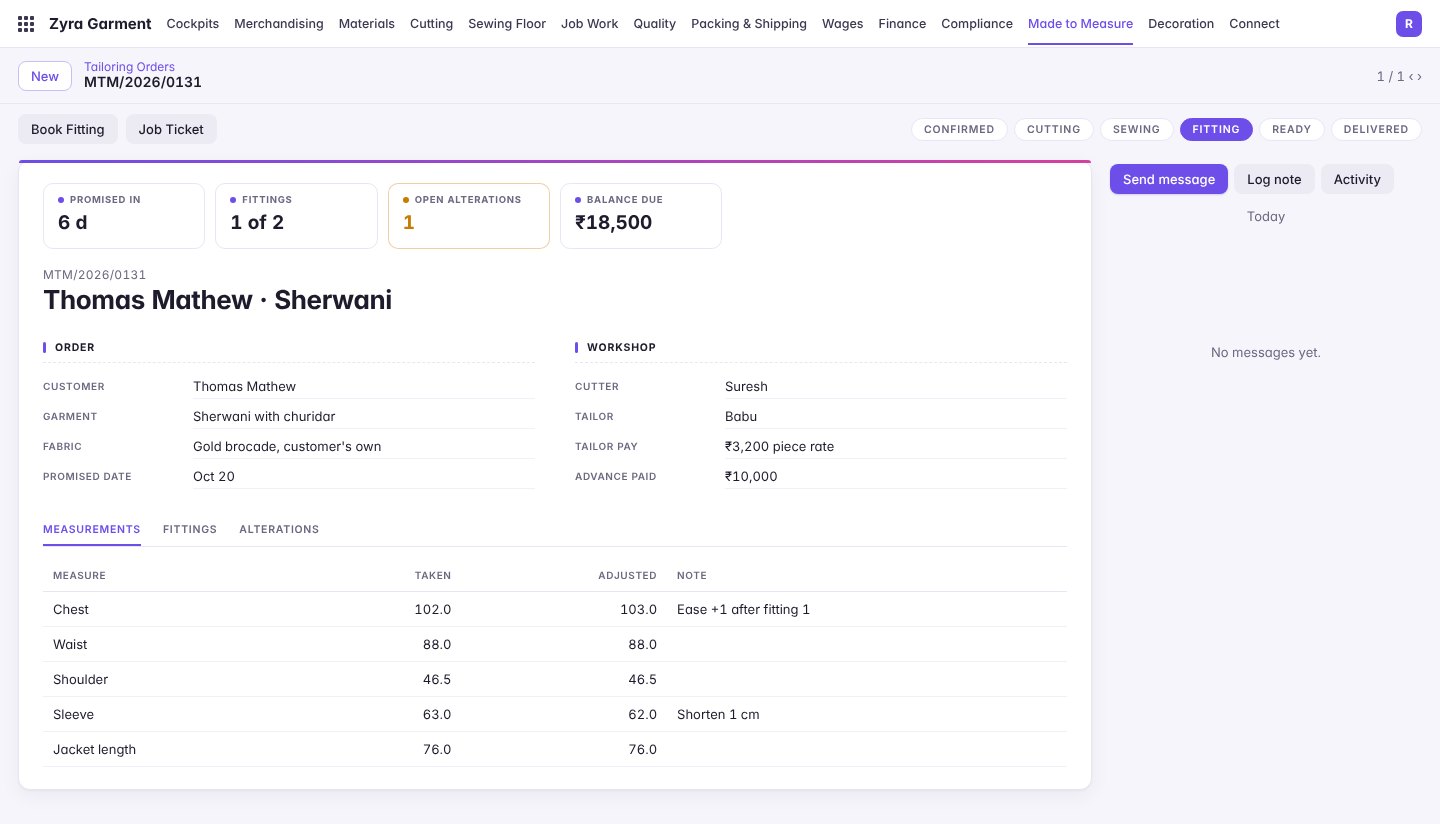 Zyra Garment Cockpits Merchandising Materials Cutting Sewing Floor Job Work Quality Packing & Shipping Wages Finance Compliance Made to Measure Decoration Connect R
New
Tailoring Orders
MTM/2026/0131
1 / 1 ‹ ›
Book Fitting Job Ticket
CONFIRMED CUTTING SEWING FITTING READY DELIVERED
PROMISED IN
6 d
FITTINGS
1 of 2
OPEN ALTERATIONS
1
BALANCE DUE
₹18,500
MTM/2026/0131
Thomas Mathew · Sherwani
ORDER
CUSTOMER Thomas Mathew
GARMENT Sherwani with churidar
FABRIC Gold brocade, customer's own
PROMISED DATE Oct 20
WORKSHOP
CUTTER Suresh
TAILOR Babu
TAILOR PAY ₹3,200 piece rate
ADVANCE PAID ₹10,000
MEASUREMENTS FITTINGS ALTERATIONS
MEASURE TAKEN ADJUSTED NOTE
Chest 102.0 103.0 Ease +1 after fitting 1
Waist 88.0 88.0
Shoulder 46.5 46.5
Sleeve 63.0 62.0 Shorten 1 cm
Jacket length 76.0 76.0
Send message Log note Activity
Today
No messages yet.